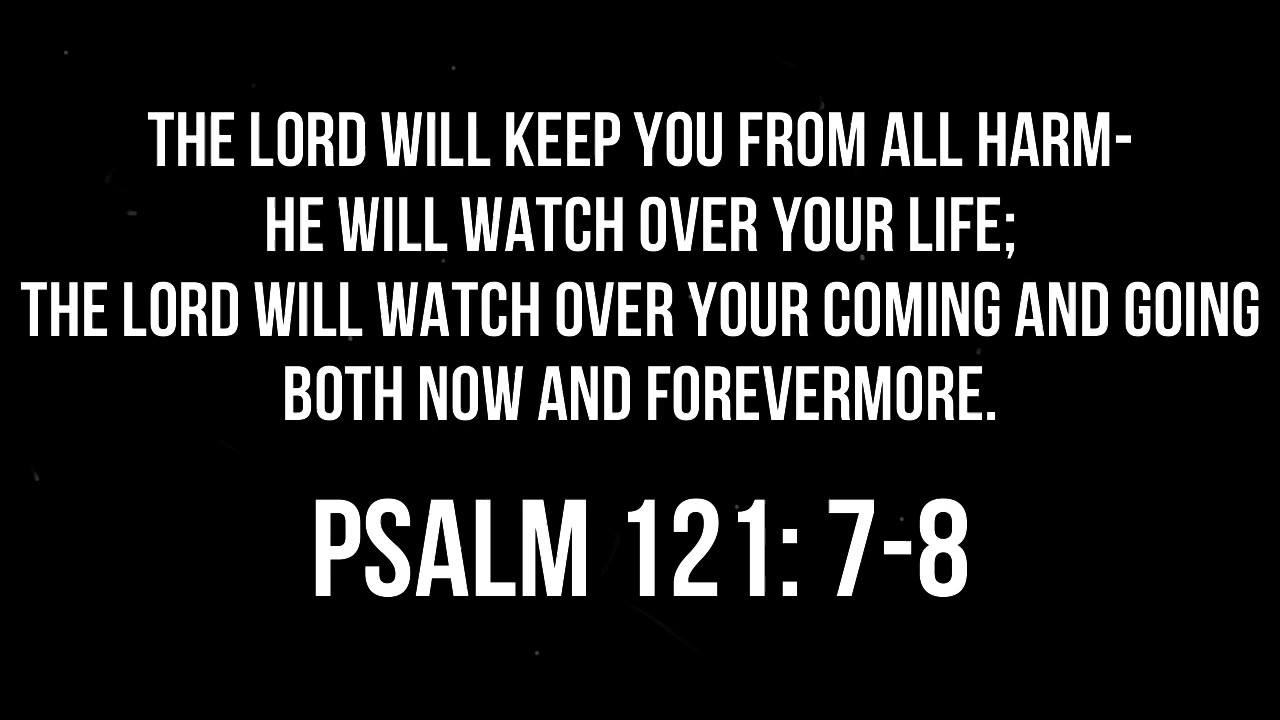 THE LORD WILL KEEP YOU FROM ALL HARM-
HE WILL WATCH OVER YOUR LIFE;
THE LORD WILL WATCH OVER YOUR COMING AND GOING
BOTH NOW AND FOREVERMORE.
PSALM 121: 7-8